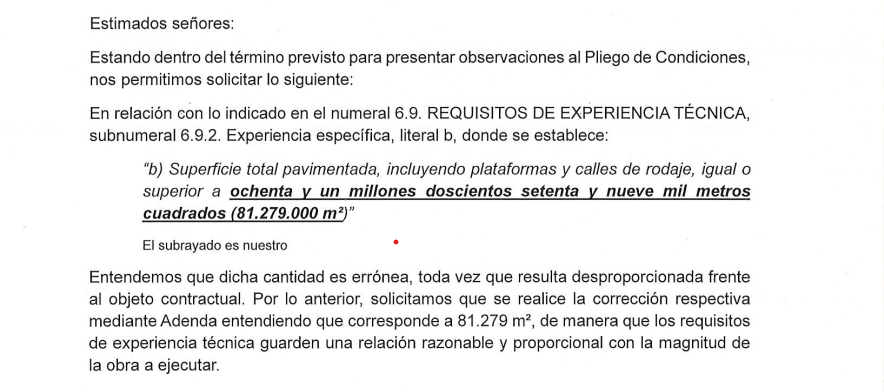 Estimados señores:
Estando dentro del término previsto para presentar observaciones al Pliego de Condiciones,
nos permitimos solicitar lo siguiente:
En relación con lo indicado en el numeral 6.9. REQUISITOS DE EXPERIENCIA TÉCNICA,
subnumeral 6.9.2. Experiencia específica, literal b, donde se establece:
“b) Superficie total pavimentada, incluyendo plataformas y calles de rodaje, igual o
superior a ochenta y un millones doscientos setenta y nueve mil metros
cuadrados (81.279.000 m²)”
El subrayado es nuestro
Entendemos que dicha cantidad es errónea, toda vez que resulta desproporcionada frente
al objeto contractual. Por lo anterior, solicitamos que se realice la corrección respectiva
mediante Adenda entendiendo que corresponde a 81.279 m², de manera que los requisitos
de experiencia técnica guarden una relación razonable y proporcional con la magnitud de
la obra a ejecutar.